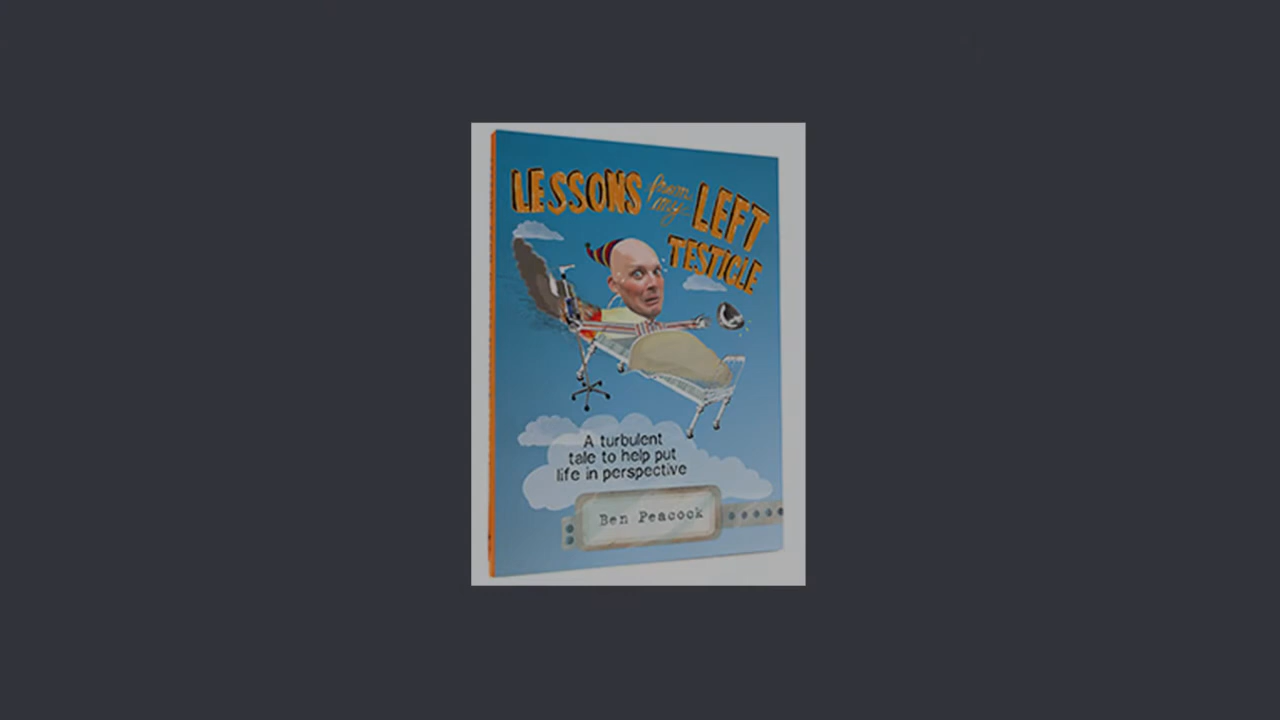 LESSONS from my LEFT
TESTICLE
A turbulent
tale to help put
life in perspective
Ben Peacock